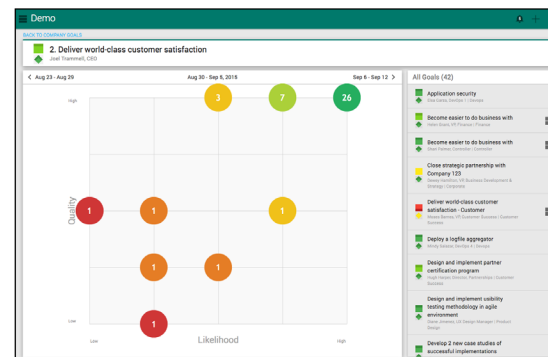 Demo
BACK TO COMPANY GOALS
2. Deliver world-class customer satisfaction
Joel Trammell, CEO
Aug 23 - Aug 29
Aug 30 - Sep 5, 2015
Sep 6 - Sep 12
High
3
7
26
Quality
1
1
1
1
1
Low
1
Low
Likelihood
High
All Goals (42)
Application security
Become easier to do business with
Become easier to do business with
Close strategic partnership with
Company 123
Deliver world-class customer
satisfaction - Customer
Deploy a logfile aggregator
Design and implement partner
certification program
Design and implement usibility
testing methodology in agile
environment
Develop 2 new case studies of
successful implementations